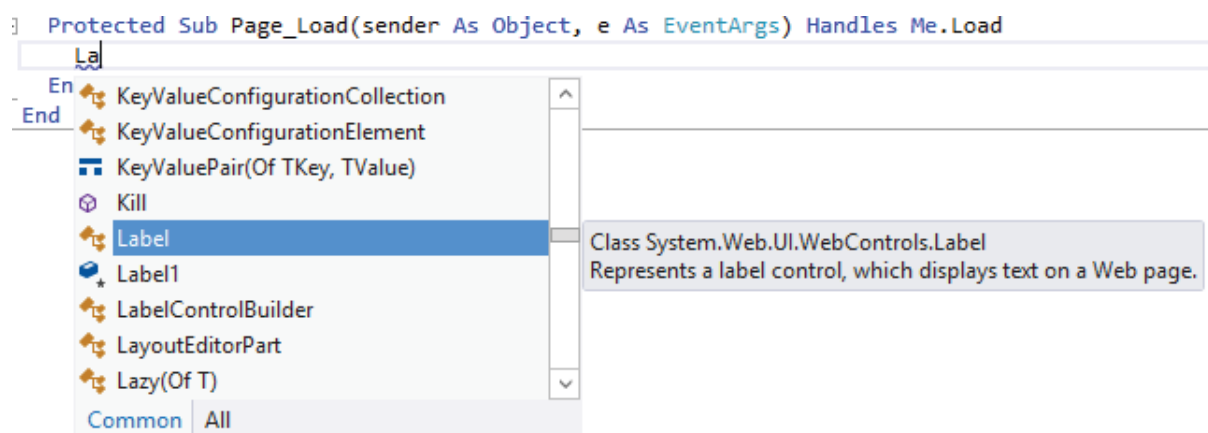 Protected Sub Page_Load(sender As Object, e As EventArgs) Handles Me.Load
La
En
End
KeyValueConfigurationCollection
KeyValueConfigurationElement
KeyValuePair(Of TKey, TValue)
Kill
Label
Label1
LabelControlBuilder
LayoutEditorPart
Lazy(Of T)
Common All
Class System.Web.UI.WebControls.Label
Represents a label control, which displays text on a Web page.